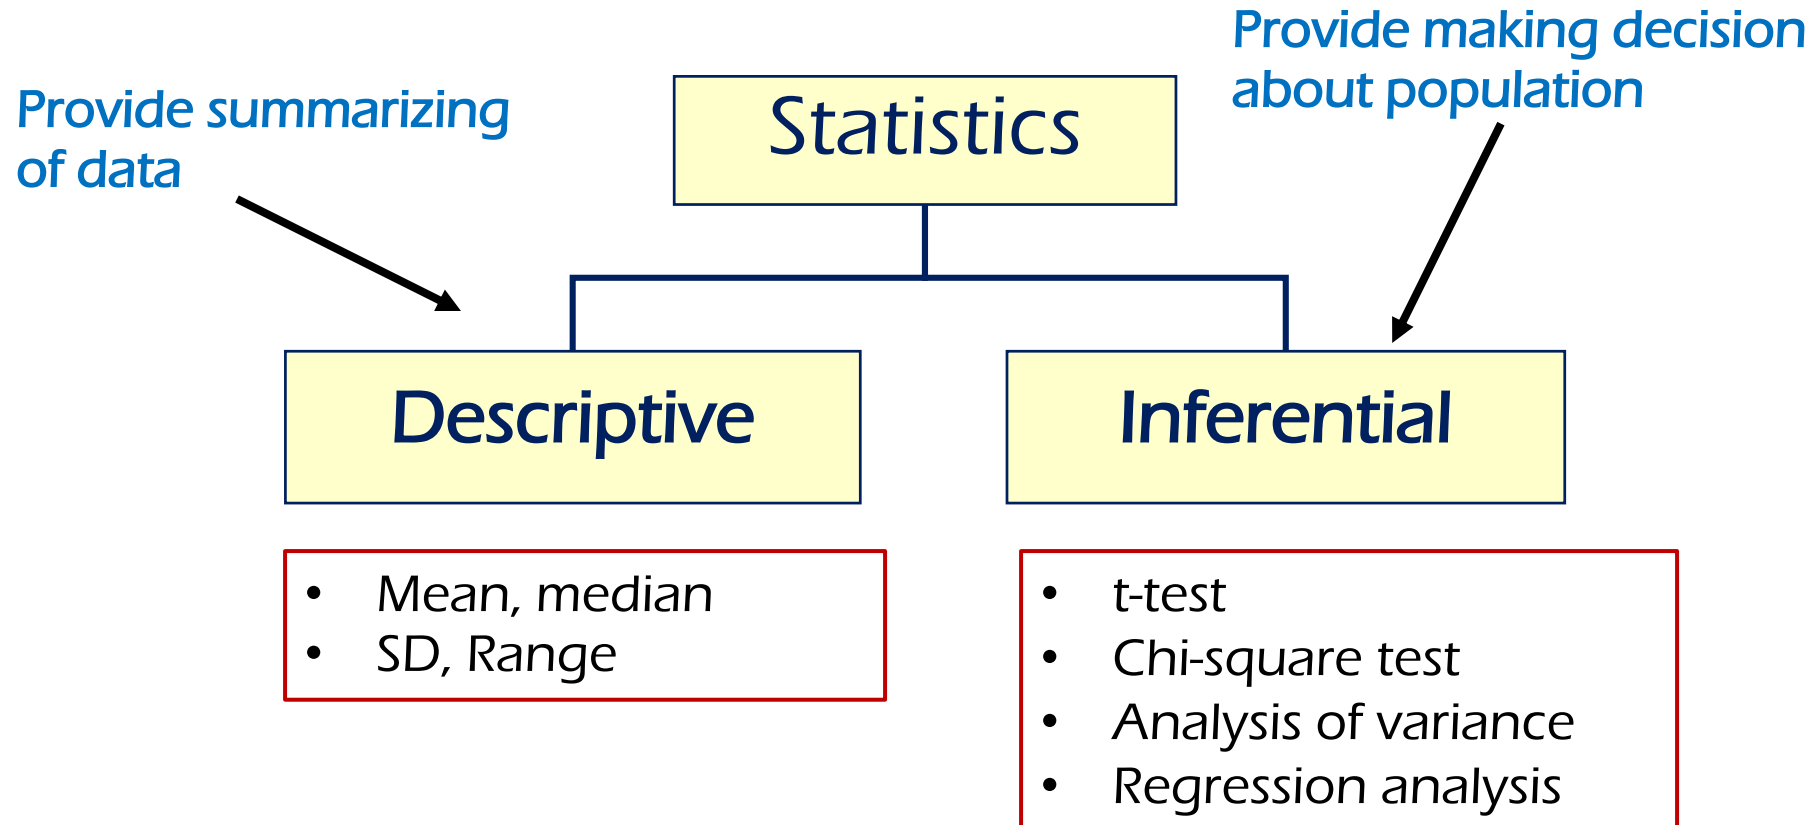 Provide making decision
about population
Provide summarizing
of data
Statistics
Descriptive
Inferential
• Mean, median
• SD, Range
• t-test
• Chi-square test
• Analysis of variance
• Regression analysis